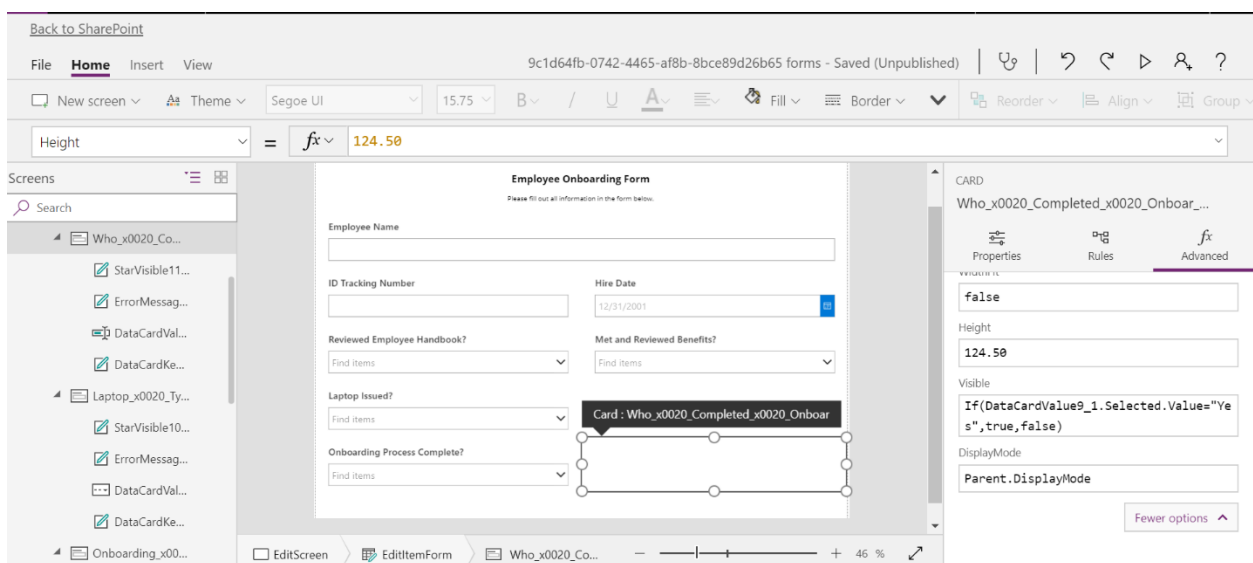 Back to SharePoint
File Home Insert View 9c1d64fb-0742-4465-af8b-8bce89d26b65 forms - Saved (Unpublished) ?
New screen Theme Segoe UI 15.75 B / U A Fill Border Reorder Align Group
Height = fx 124.50
Screens
Search
Who_x0020_Co...
StarVisible11...
ErrorMessag...
DataCardVal...
DataCardKe...
Laptop_x0020_Ty...
StarVisible10...
ErrorMessag...
DataCardVal...
DataCardKe...
Onboarding_x00...
Employee Onboarding Form
Please fill out all information in the form below.
Employee Name
ID Tracking Number Hire Date
12/31/2001
Reviewed Employee Handbook? Met and Reviewed Benefits?
Find items Find items
Laptop Issued?
Find items
Card : Who_x0020_Completed_x0020_Onboar
Onboarding Process Complete?
Find items
EditScreen EditItemForm Who_x0020_Co... − + 46 %
CARD
Who_x0020_Completed_x0020_Onboar_...
Properties Rules fx Advanced
WidthFit
false
Height
124.50
Visible
If(DataCardValue9_1.Selected.Value="Ye
s",true,false)
DisplayMode
Parent.DisplayMode
Fewer options